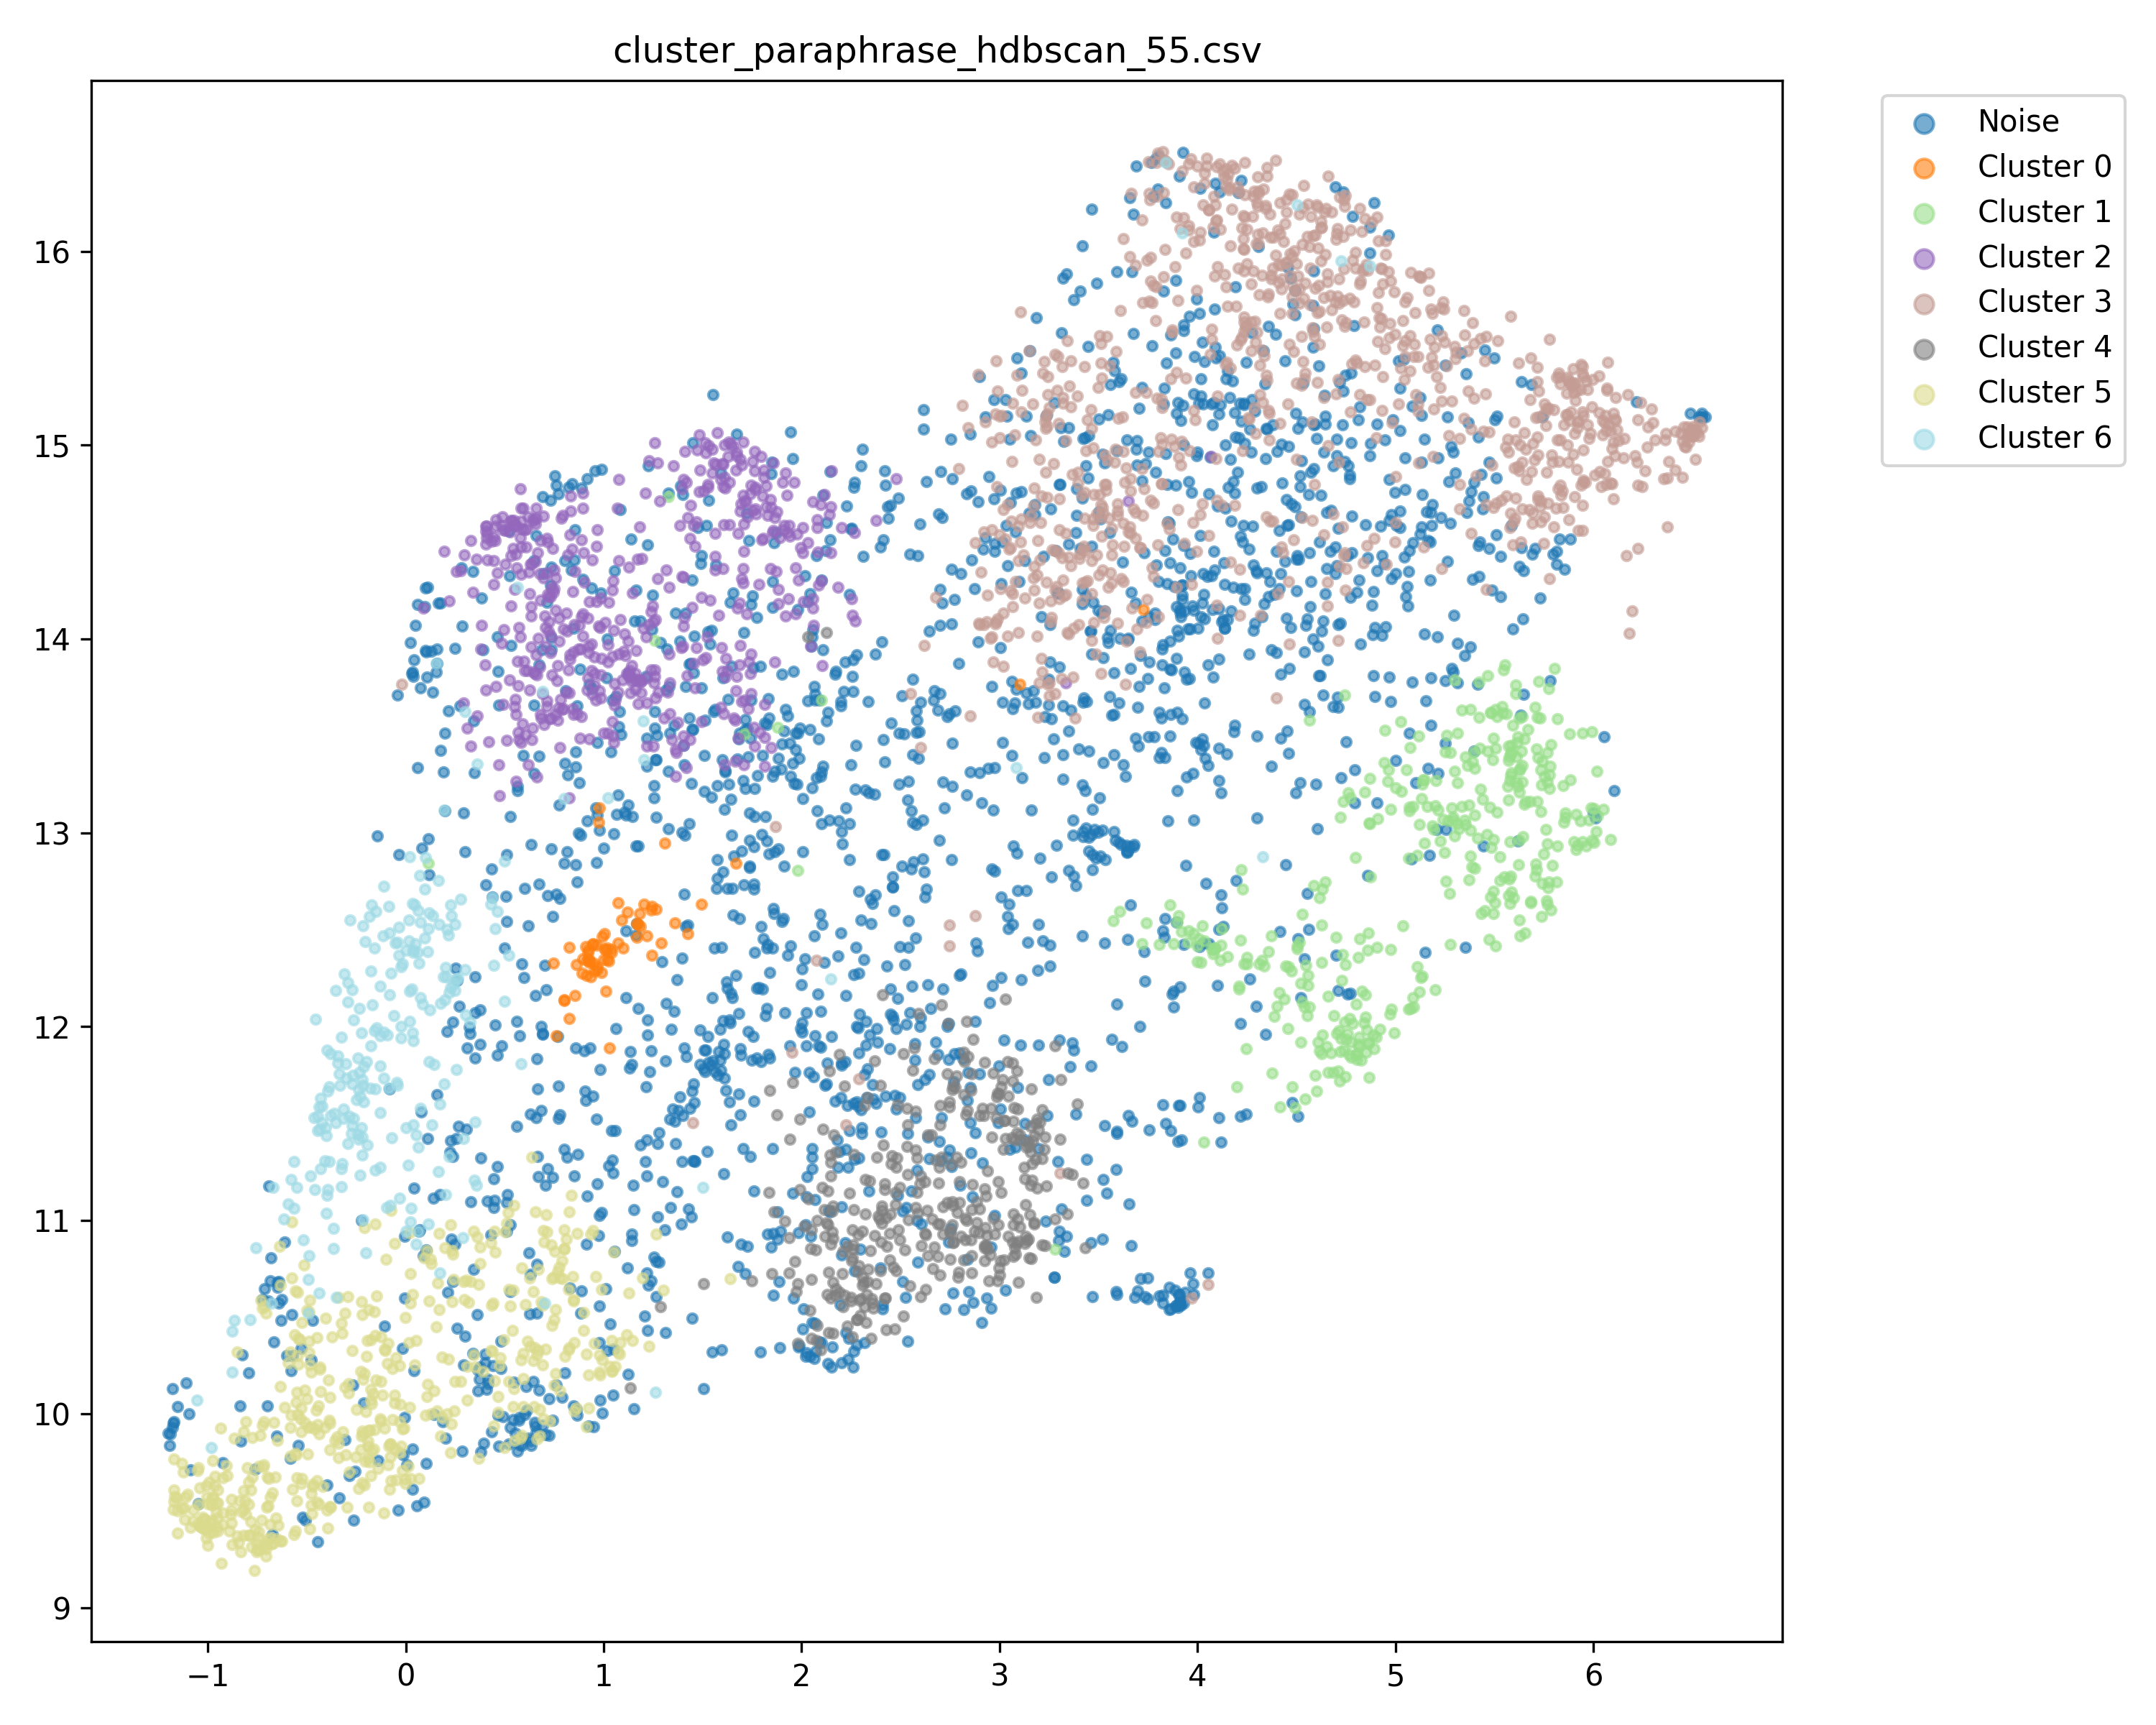 cluster_paraphrase_hdbscan_55.csv
Noise
Cluster 0
Cluster 1
Cluster 2
Cluster 3
Cluster 4
Cluster 5
Cluster 6
16
15
14
13
12
11
10
9
−1 0 1 2 3 4 5 6